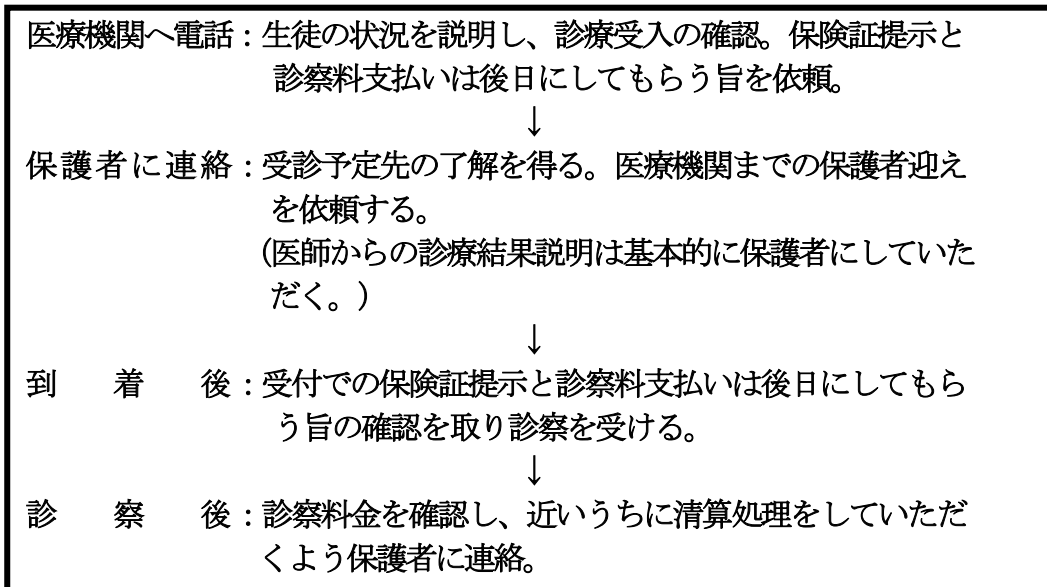 医療機関へ電話：生徒の状況を説明し、診療受入の確認。保険証提示と
診察料支払いは後日にしてもらう旨を依頼。
↓
保護者に連絡：受診予定先の了解を得る。医療機関までの保護者迎え
を依頼する。
(医師からの診療結果説明は基本的に保護者にしていた
だく。)
↓
到着後：受付での保険証提示と診察料支払いは後日にしてもら
う旨の確認を取り診察を受ける。
↓
診察後：診察料金を確認し、近いうちに清算処理をしていただ
くよう保護者に連絡。